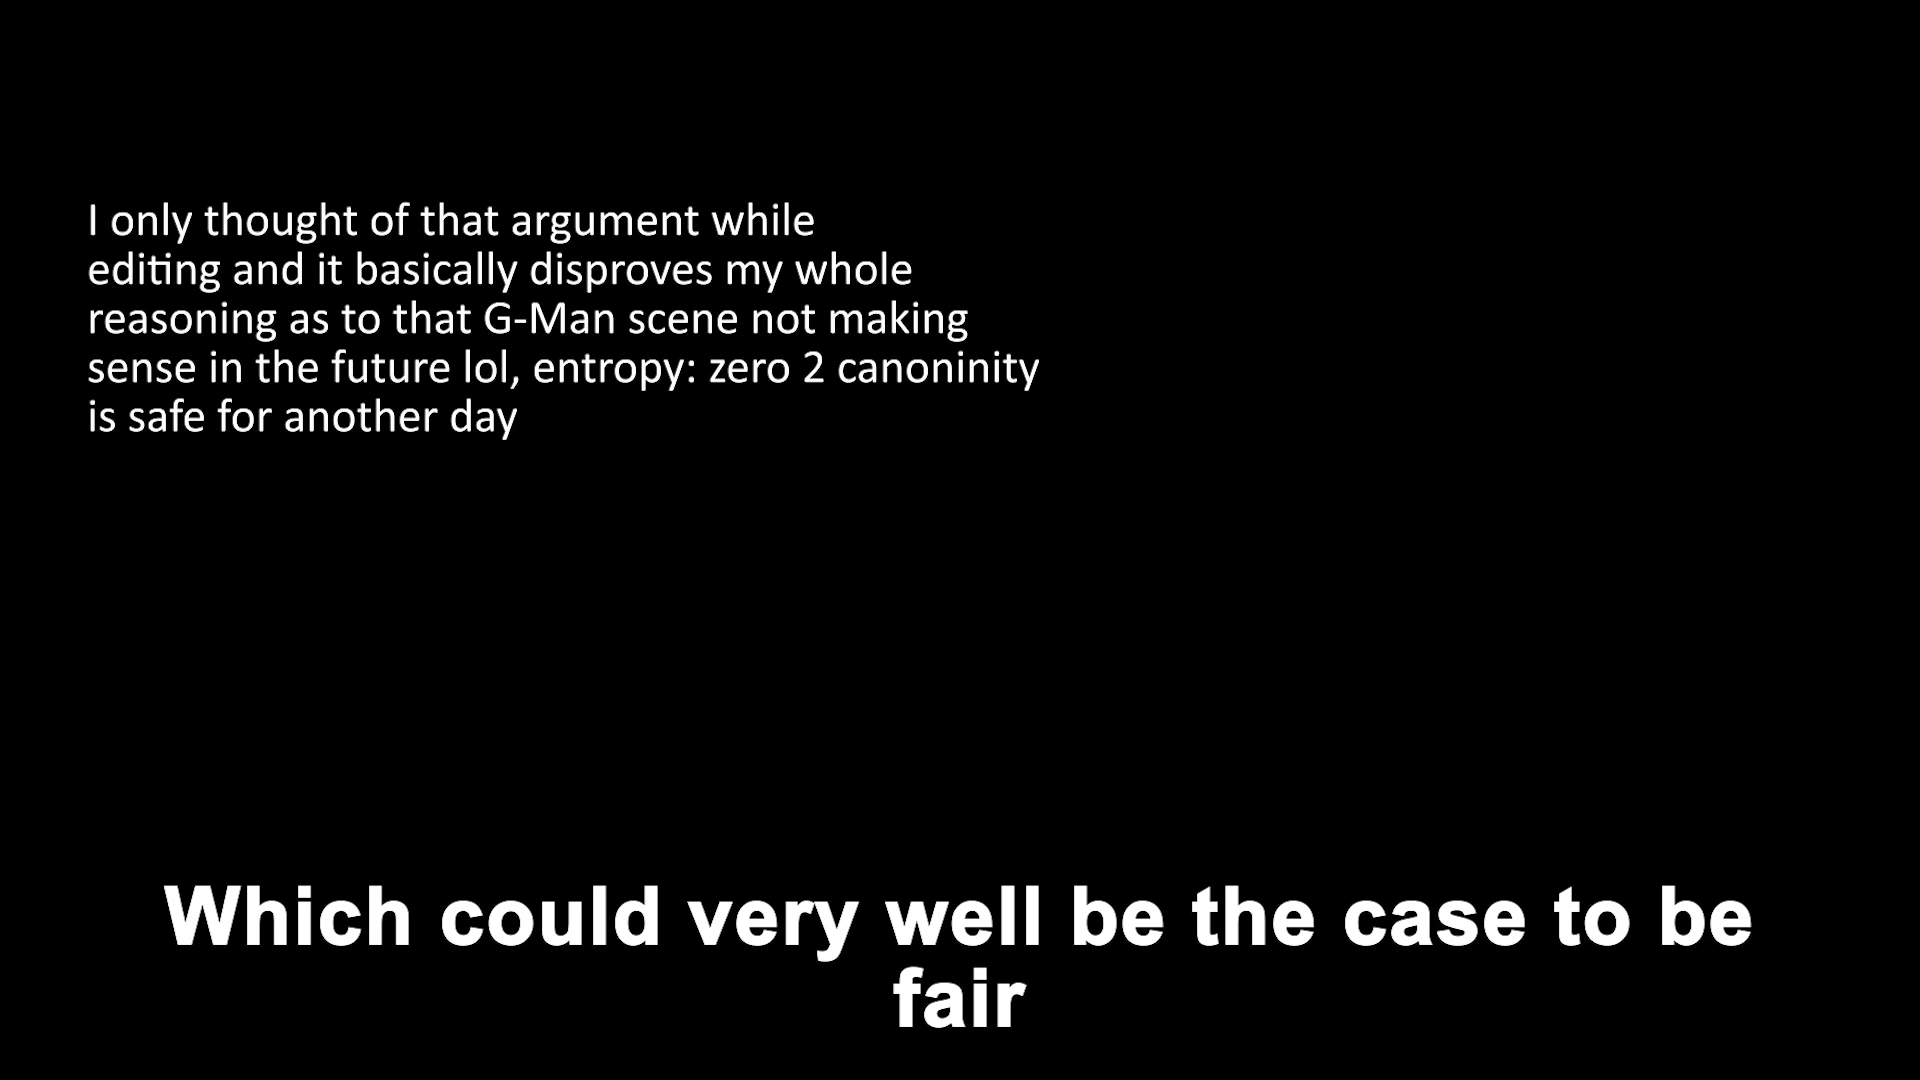 I only thought of that argument while
editing and it basically disproves my whole
reasoning as to that G-Man scene not making
sense in the future lol, entropy: zero 2 canoninity
is safe for another day
Which could very well be the case to be
fair